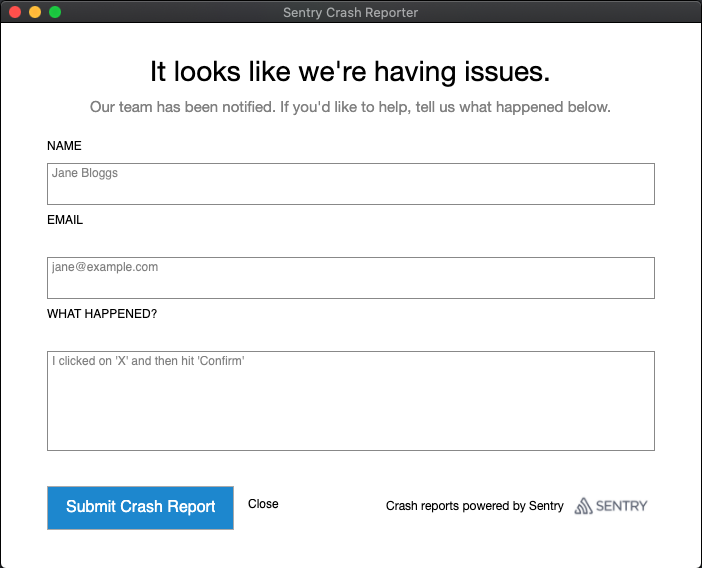 Sentry Crash Reporter
It looks like we're having issues.
Our team has been notified. If you'd like to help, tell us what happened below.
NAME
Jane Bloggs
EMAIL
jane@example.com
WHAT HAPPENED?
I clicked on 'X' and then hit 'Confirm'
Submit Crash Report Close Crash reports powered by Sentry SENTRY